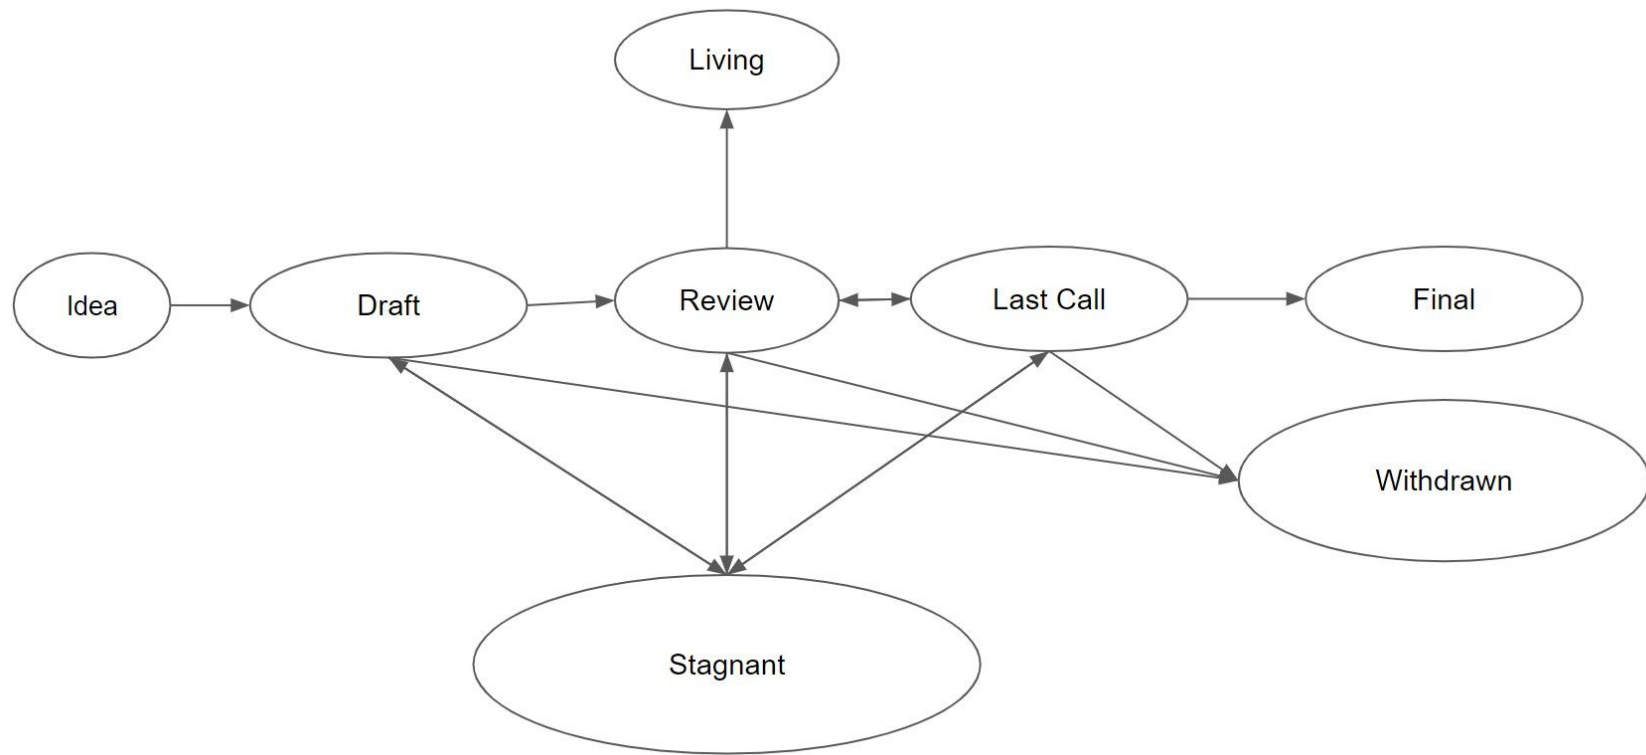 Living
Idea
Draft
Review
Last Call
Final
Withdrawn
Stagnant